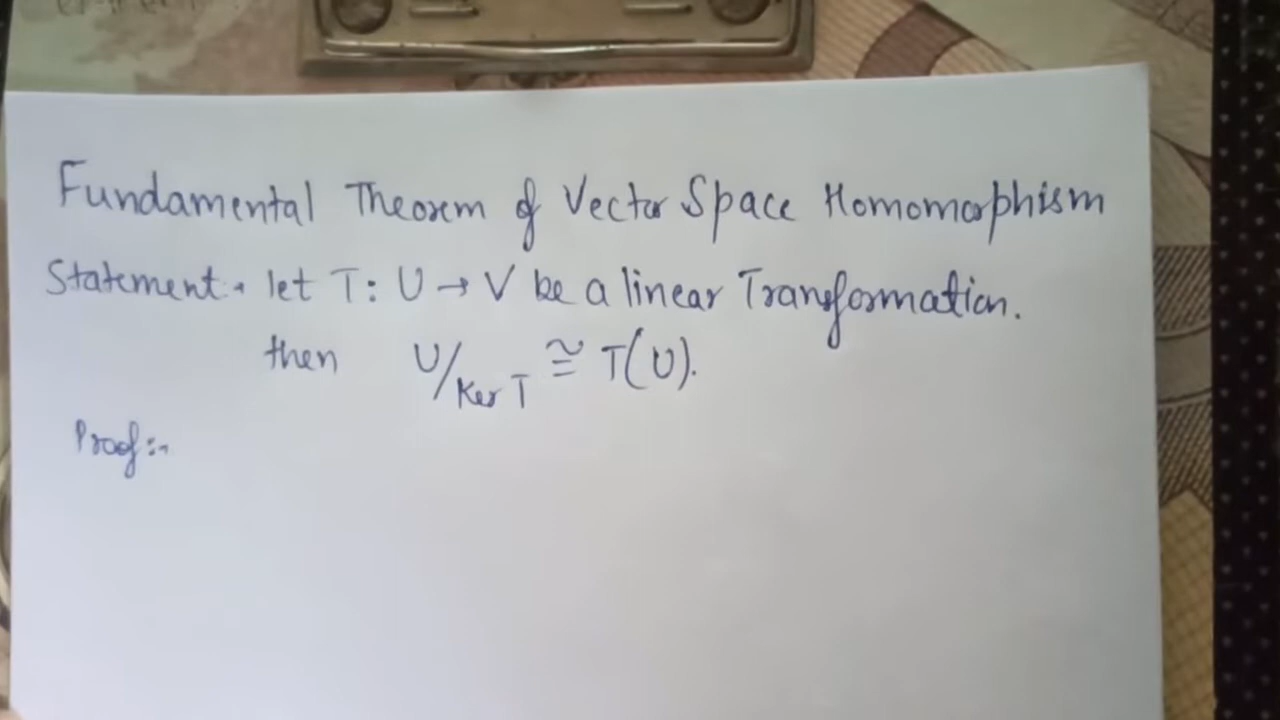 Fundamental Theorem of Vector Space Homomorphism
Statement. let T: U → V be a linear Transformation.
then U/Ker T ≅ T(U).
Proof:-